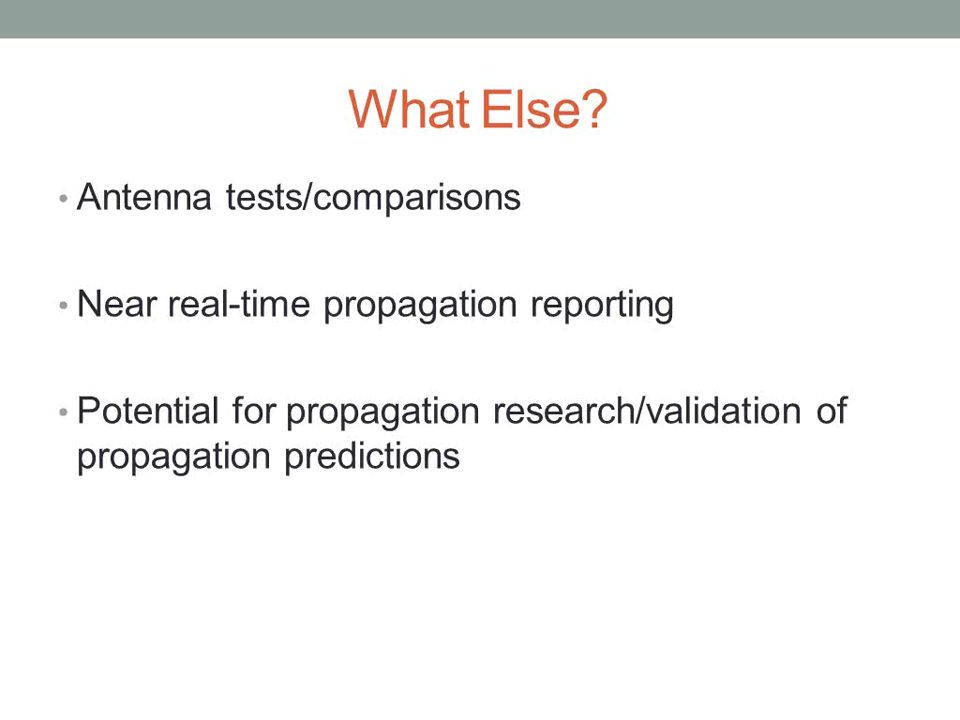 What Else?
• Antenna tests/comparisons
• Near real-time propagation reporting
• Potential for propagation research/validation of
propagation predictions